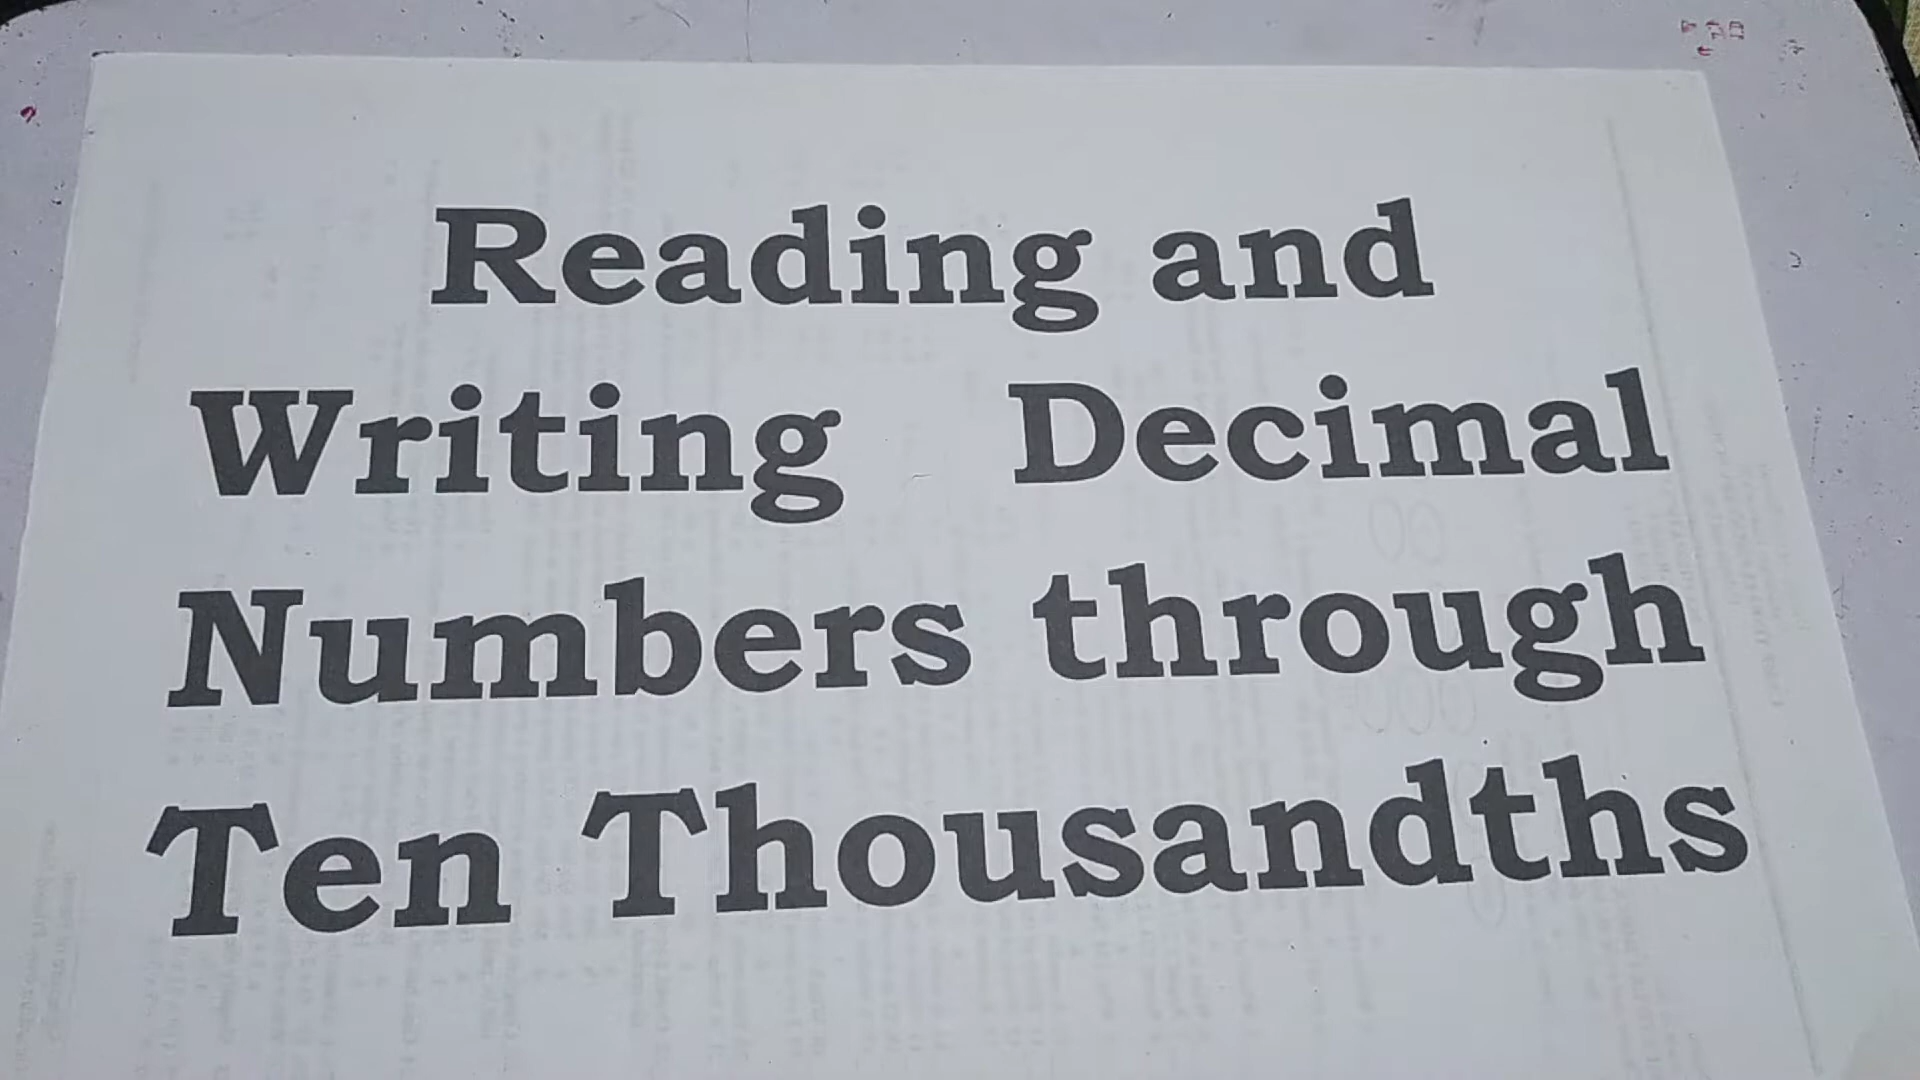 Reading and
Writing Decimal
Numbers through
Ten Thousandths